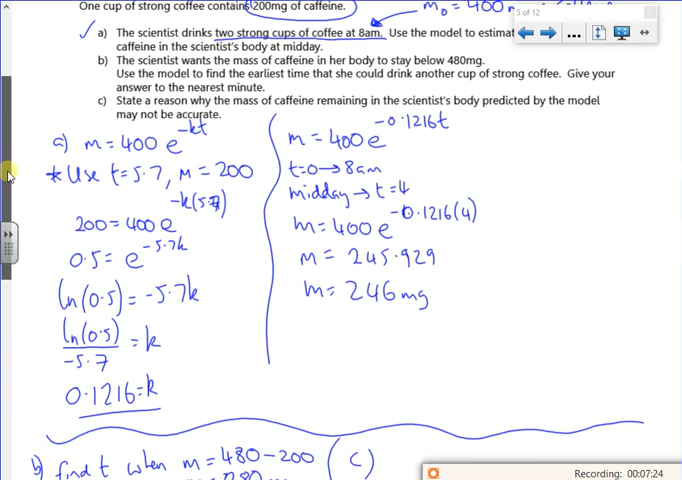 One cup of strong coffee contains 200mg of caffeine.
m₀ = 400m
5 of 12
a) The scientist drinks two strong cups of coffee at 8am. Use the model to estimat
caffeine in the scientist's body at midday.
b) The scientist wants the mass of caffeine in her body to stay below 480mg.
Use the model to find the earliest time that she could drink another cup of strong coffee. Give your
answer to the nearest minute.
c) State a reason why the mass of caffeine remaining in the scientist's body predicted by the model
may not be accurate.
a) m = 400 e^-kt
*Use t = 5.7, m = 200
200 = 400 e^-k(5.7)
0.5 = e^-5.7k
ln(0.5) = -5.7k
ln(0.5)/-5.7 = k
0.1216 = k
m = 400 e^-0.1216t
t=0 → 8am
midday → t=4
m = 400 e^-0.1216(4)
m = 245.929
m = 246 mg
b) find t when m = 480 - 200
c)
Recording: 00:07:24